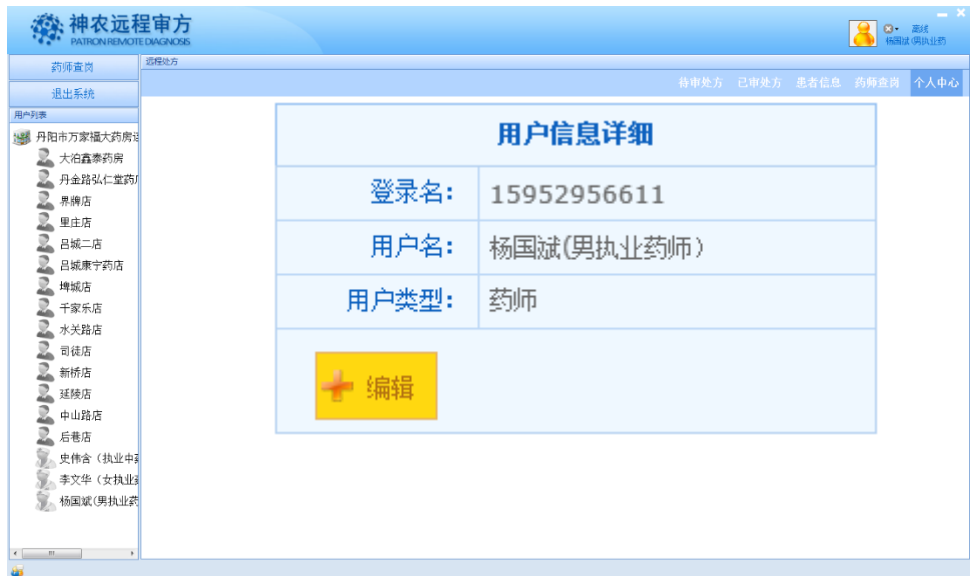 神农远程审方
PATRON REMOTE DIAGNOSIS
离线
杨国斌(男执业药
药师查岗
退出系统
远程处方
待审处方 已审处方 患者信息 药师查岗 个人中心
用户列表
丹阳市万家福大药房连
大泊鑫泰药房
丹金路弘仁堂药店
界牌店
里庄店
吕城二店
吕城康宁药店
埤城店
千家乐店
水关路店
司徒店
新桥店
延陵店
中山路店
后巷店
史伟含（执业中药
李文华（女执业药
杨国斌(男执业药
用户信息详细
登录名： 15952956611
用户名： 杨国斌(男执业药师）
用户类型： 药师
编辑